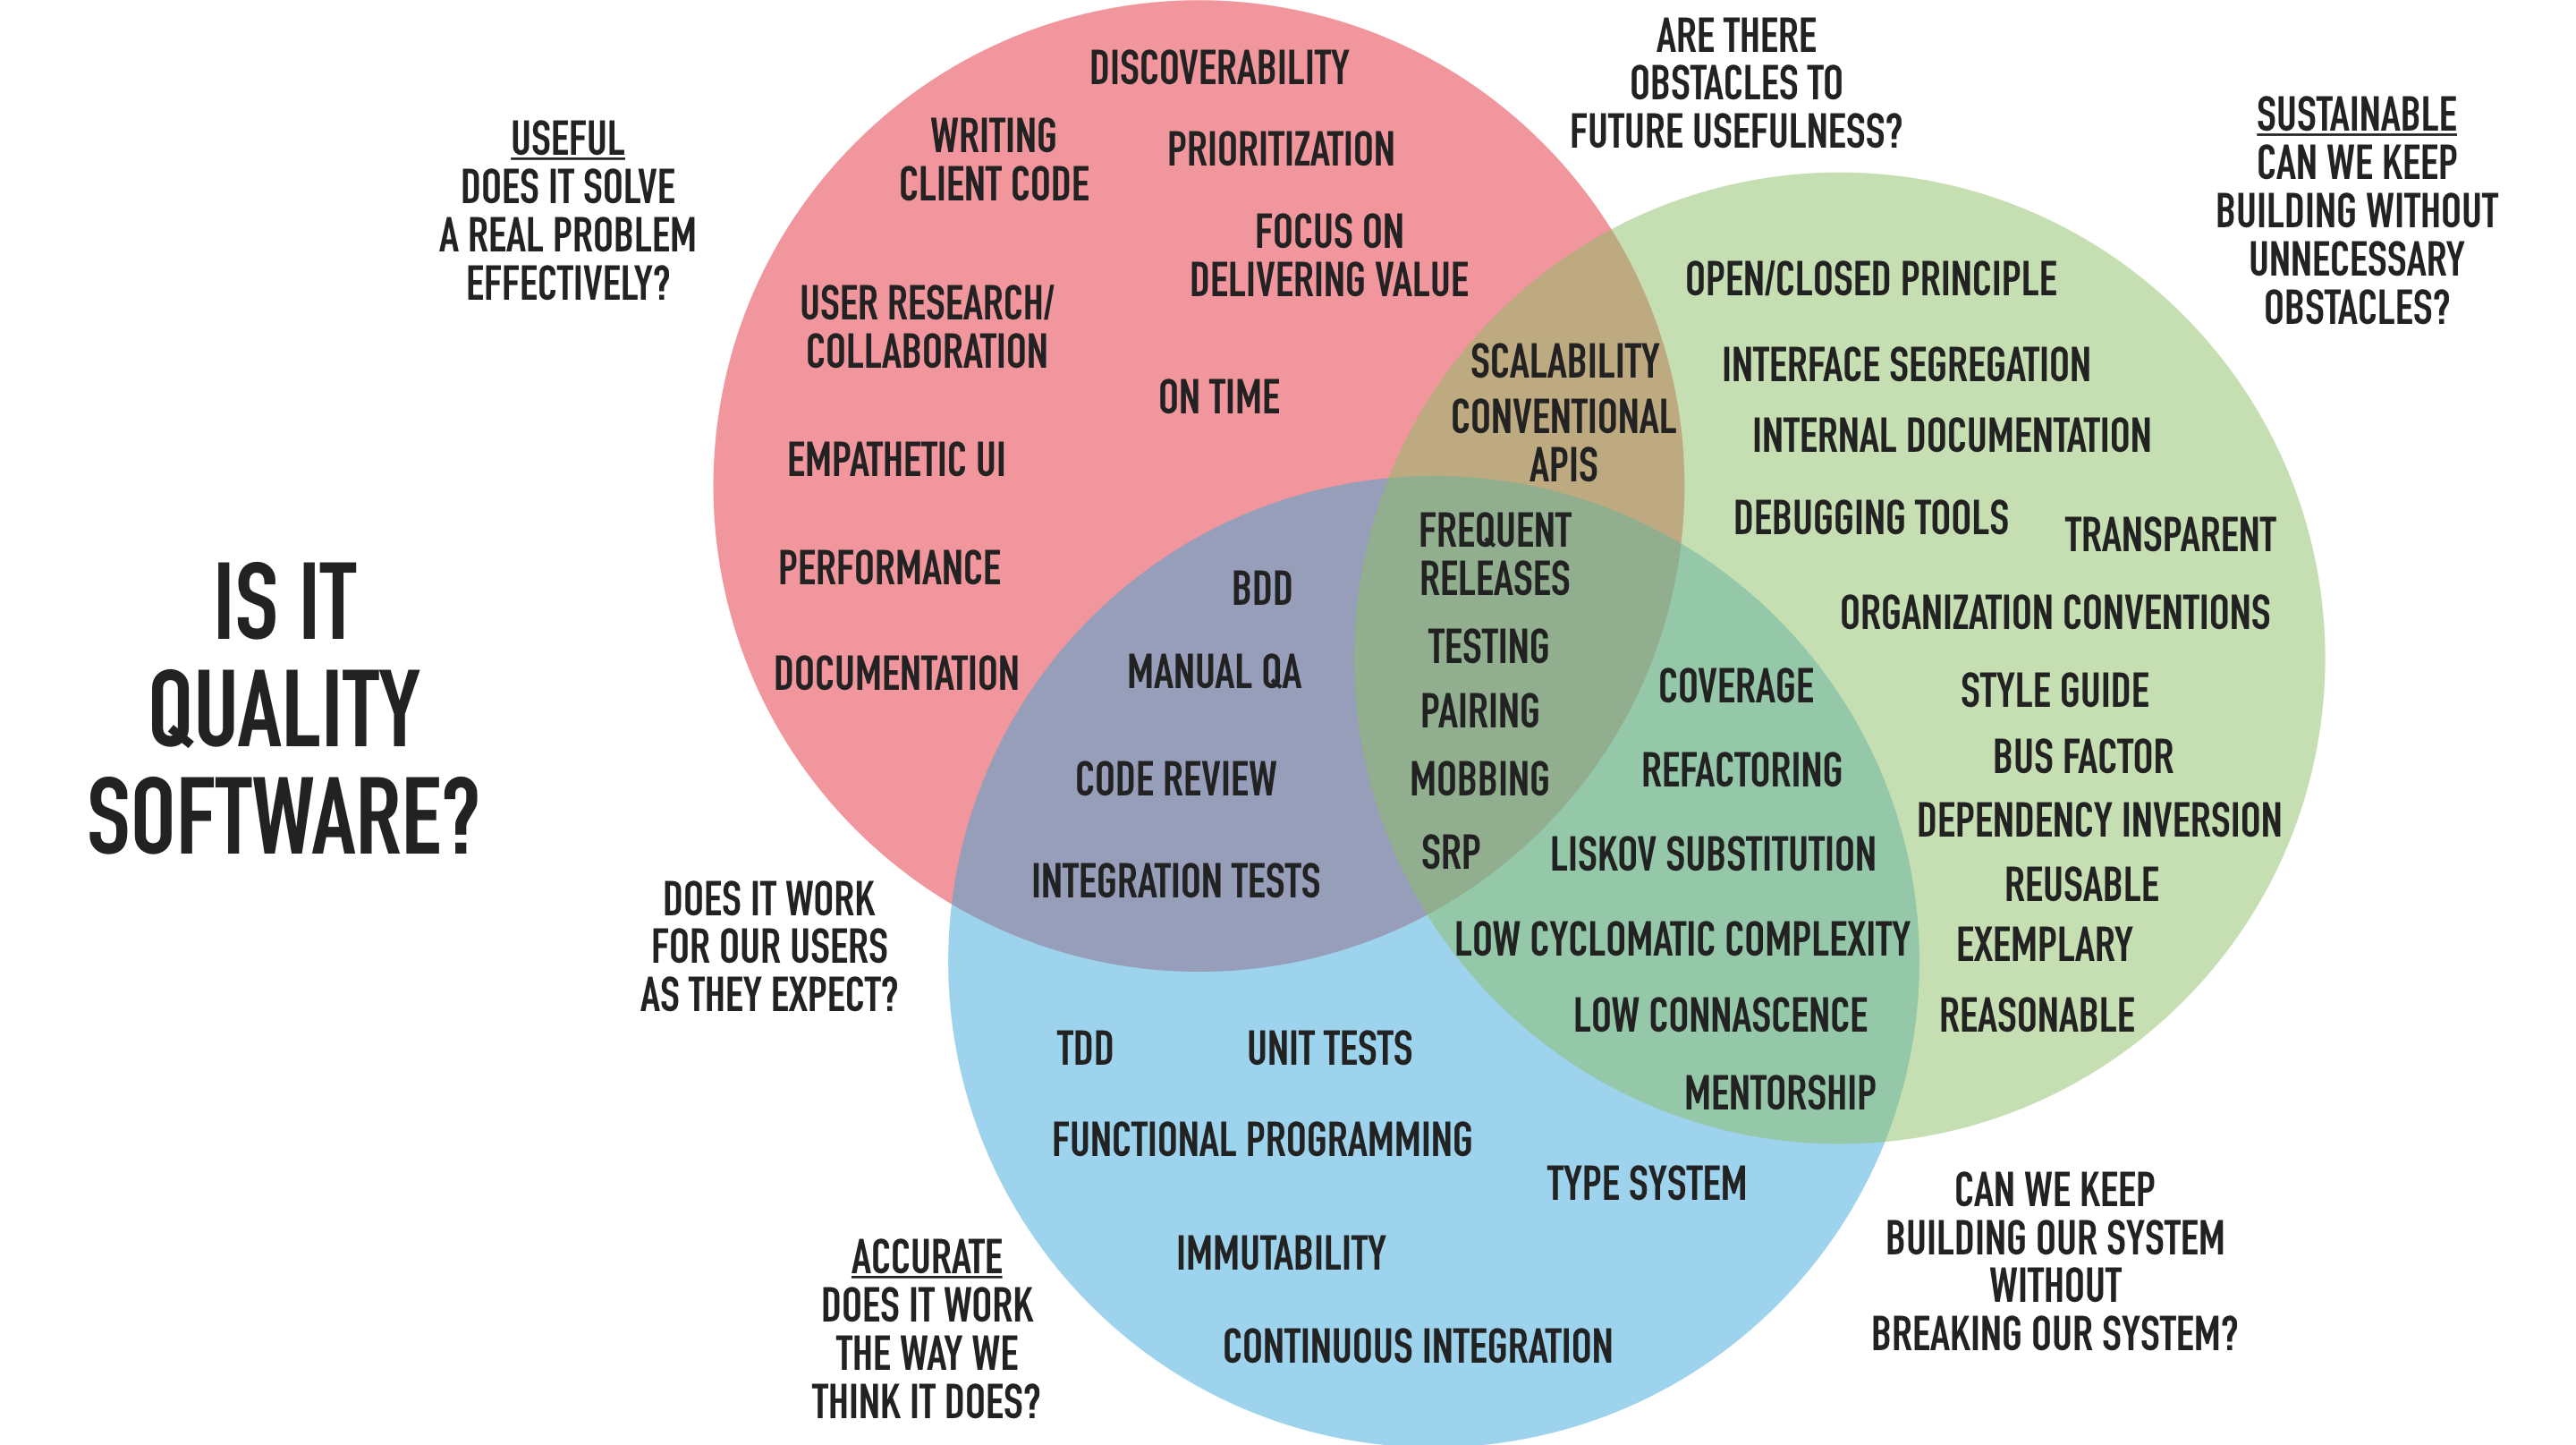 IS IT
QUALITY
SOFTWARE?
USEFUL
DOES IT SOLVE
A REAL PROBLEM
EFFECTIVELY?
DISCOVERABILITY
WRITING
CLIENT CODE
PRIORITIZATION
FOCUS ON
DELIVERING VALUE
USER RESEARCH/
COLLABORATION
ON TIME
EMPATHETIC UI
PERFORMANCE
DOCUMENTATION
ARE THERE
OBSTACLES TO
FUTURE USEFULNESS?
SCALABILITY
CONVENTIONAL
APIS
SUSTAINABLE
CAN WE KEEP
BUILDING WITHOUT
UNNECESSARY
OBSTACLES?
OPEN/CLOSED PRINCIPLE
INTERFACE SEGREGATION
INTERNAL DOCUMENTATION
DEBUGGING TOOLS
TRANSPARENT
ORGANIZATION CONVENTIONS
STYLE GUIDE
BUS FACTOR
DEPENDENCY INVERSION
REUSABLE
EXEMPLARY
REASONABLE
FREQUENT
RELEASES
TESTING
PAIRING
MOBBING
SRP
BDD
MANUAL QA
CODE REVIEW
INTEGRATION TESTS
DOES IT WORK
FOR OUR USERS
AS THEY EXPECT?
COVERAGE
REFACTORING
LISKOV SUBSTITUTION
LOW CYCLOMATIC COMPLEXITY
LOW CONNASCENCE
MENTORSHIP
CAN WE KEEP
BUILDING OUR SYSTEM
WITHOUT
BREAKING OUR SYSTEM?
TDD
UNIT TESTS
FUNCTIONAL PROGRAMMING
TYPE SYSTEM
IMMUTABILITY
CONTINUOUS INTEGRATION
ACCURATE
DOES IT WORK
THE WAY WE
THINK IT DOES?